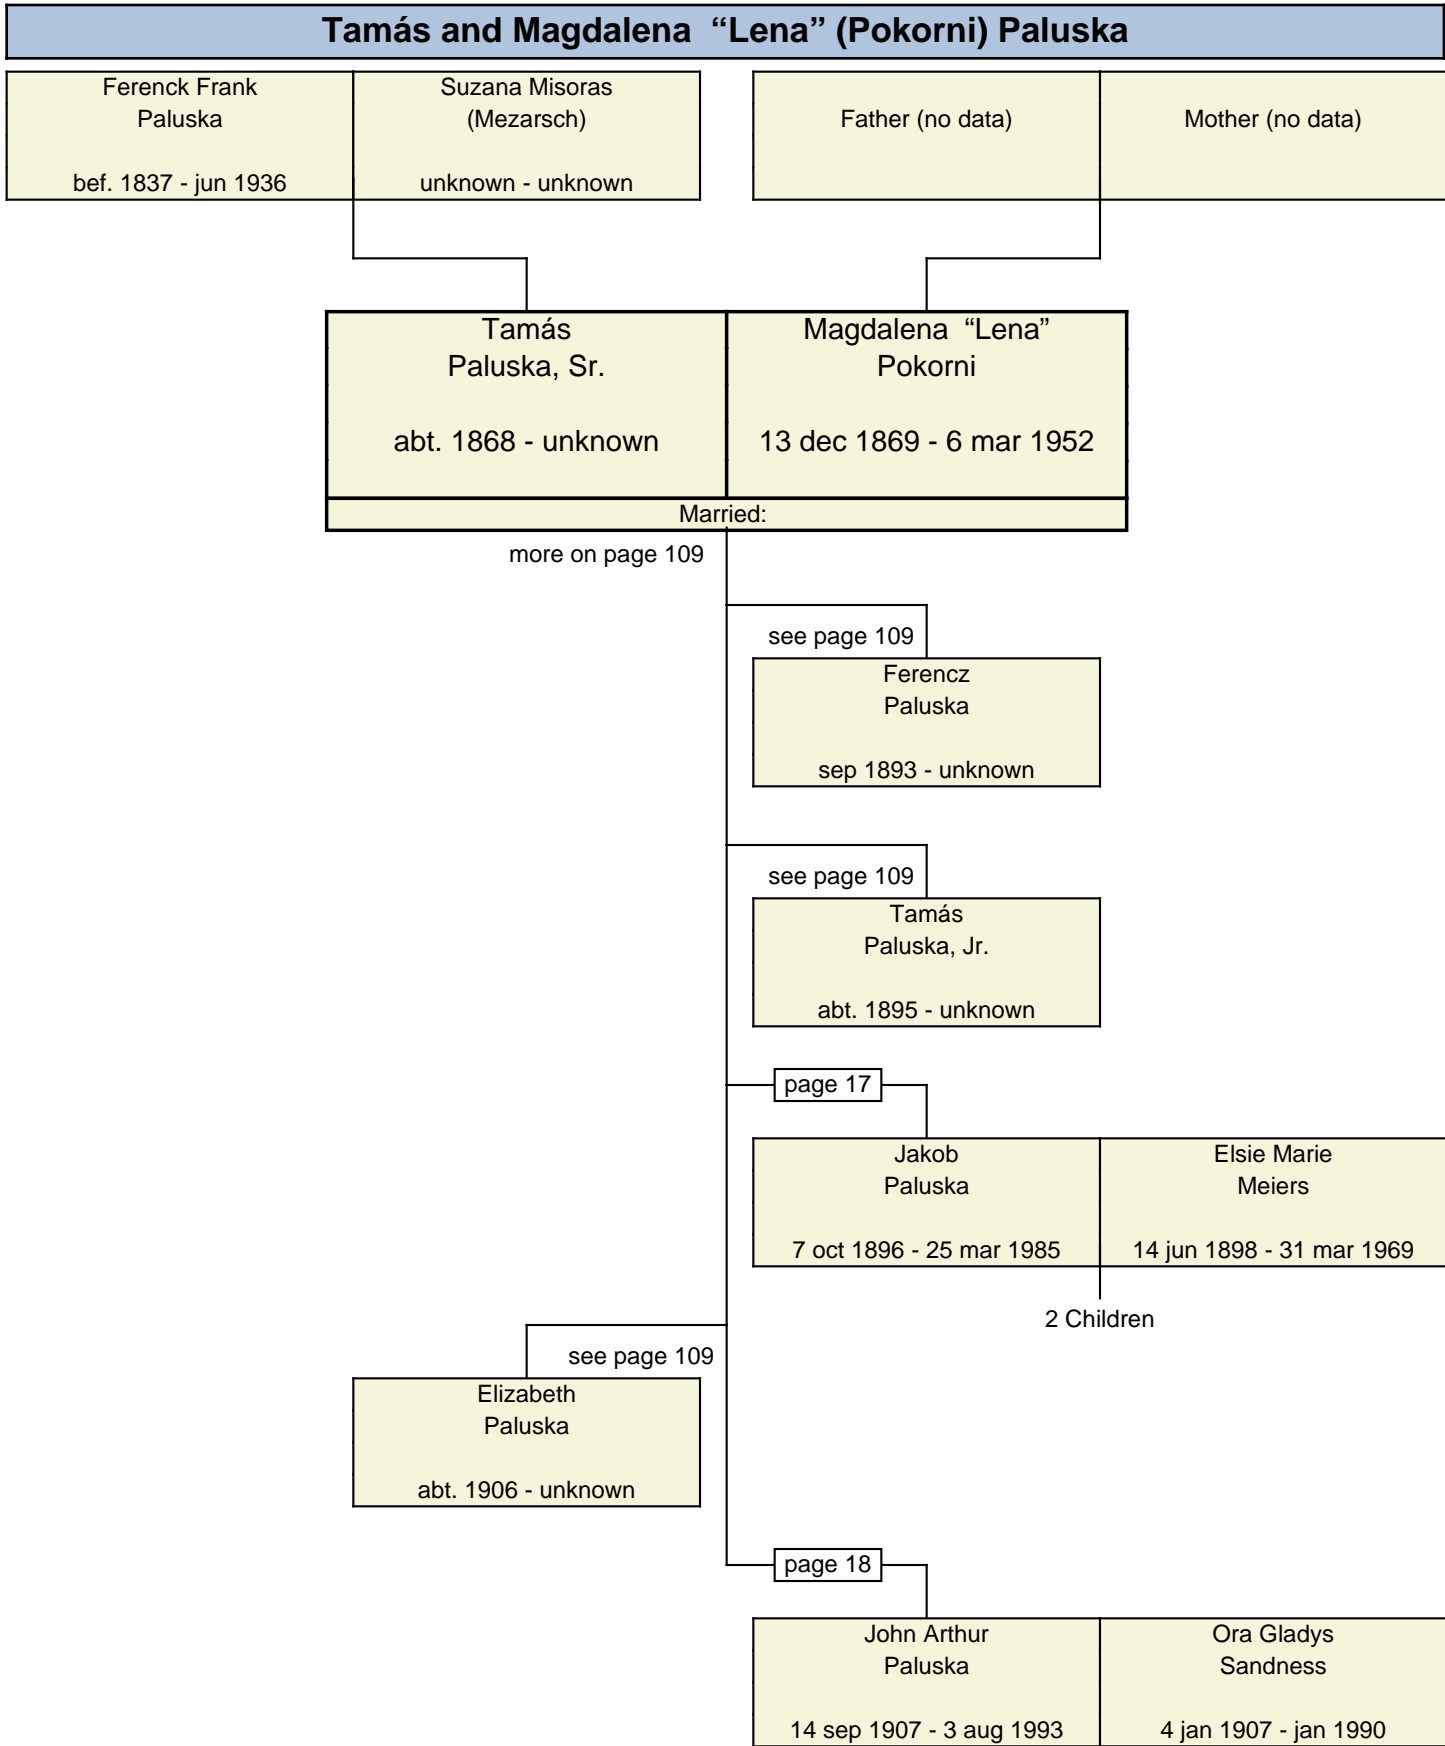 Tamás and Magdalena “Lena” (Pokorni) Paluska
Ferenck Frank
Paluska
bef. 1837 - jun 1936
Suzana Misoras
(Mezarsch)
unknown - unknown
Father (no data)
Mother (no data)
Tamás
Paluska, Sr.
abt. 1868 - unknown
Magdalena “Lena”
Pokorni
13 dec 1869 - 6 mar 1952
Married:
more on page 109
see page 109
Ferencz
Paluska
sep 1893 - unknown
see page 109
Tamás
Paluska, Jr.
abt. 1895 - unknown
page 17
Jakob
Paluska
7 oct 1896 - 25 mar 1985
Elsie Marie
Meiers
14 jun 1898 - 31 mar 1969
2 Children
see page 109
Elizabeth
Paluska
abt. 1906 - unknown
page 18
John Arthur
Paluska
14 sep 1907 - 3 aug 1993
Ora Gladys
Sandness
4 jan 1907 - jan 1990